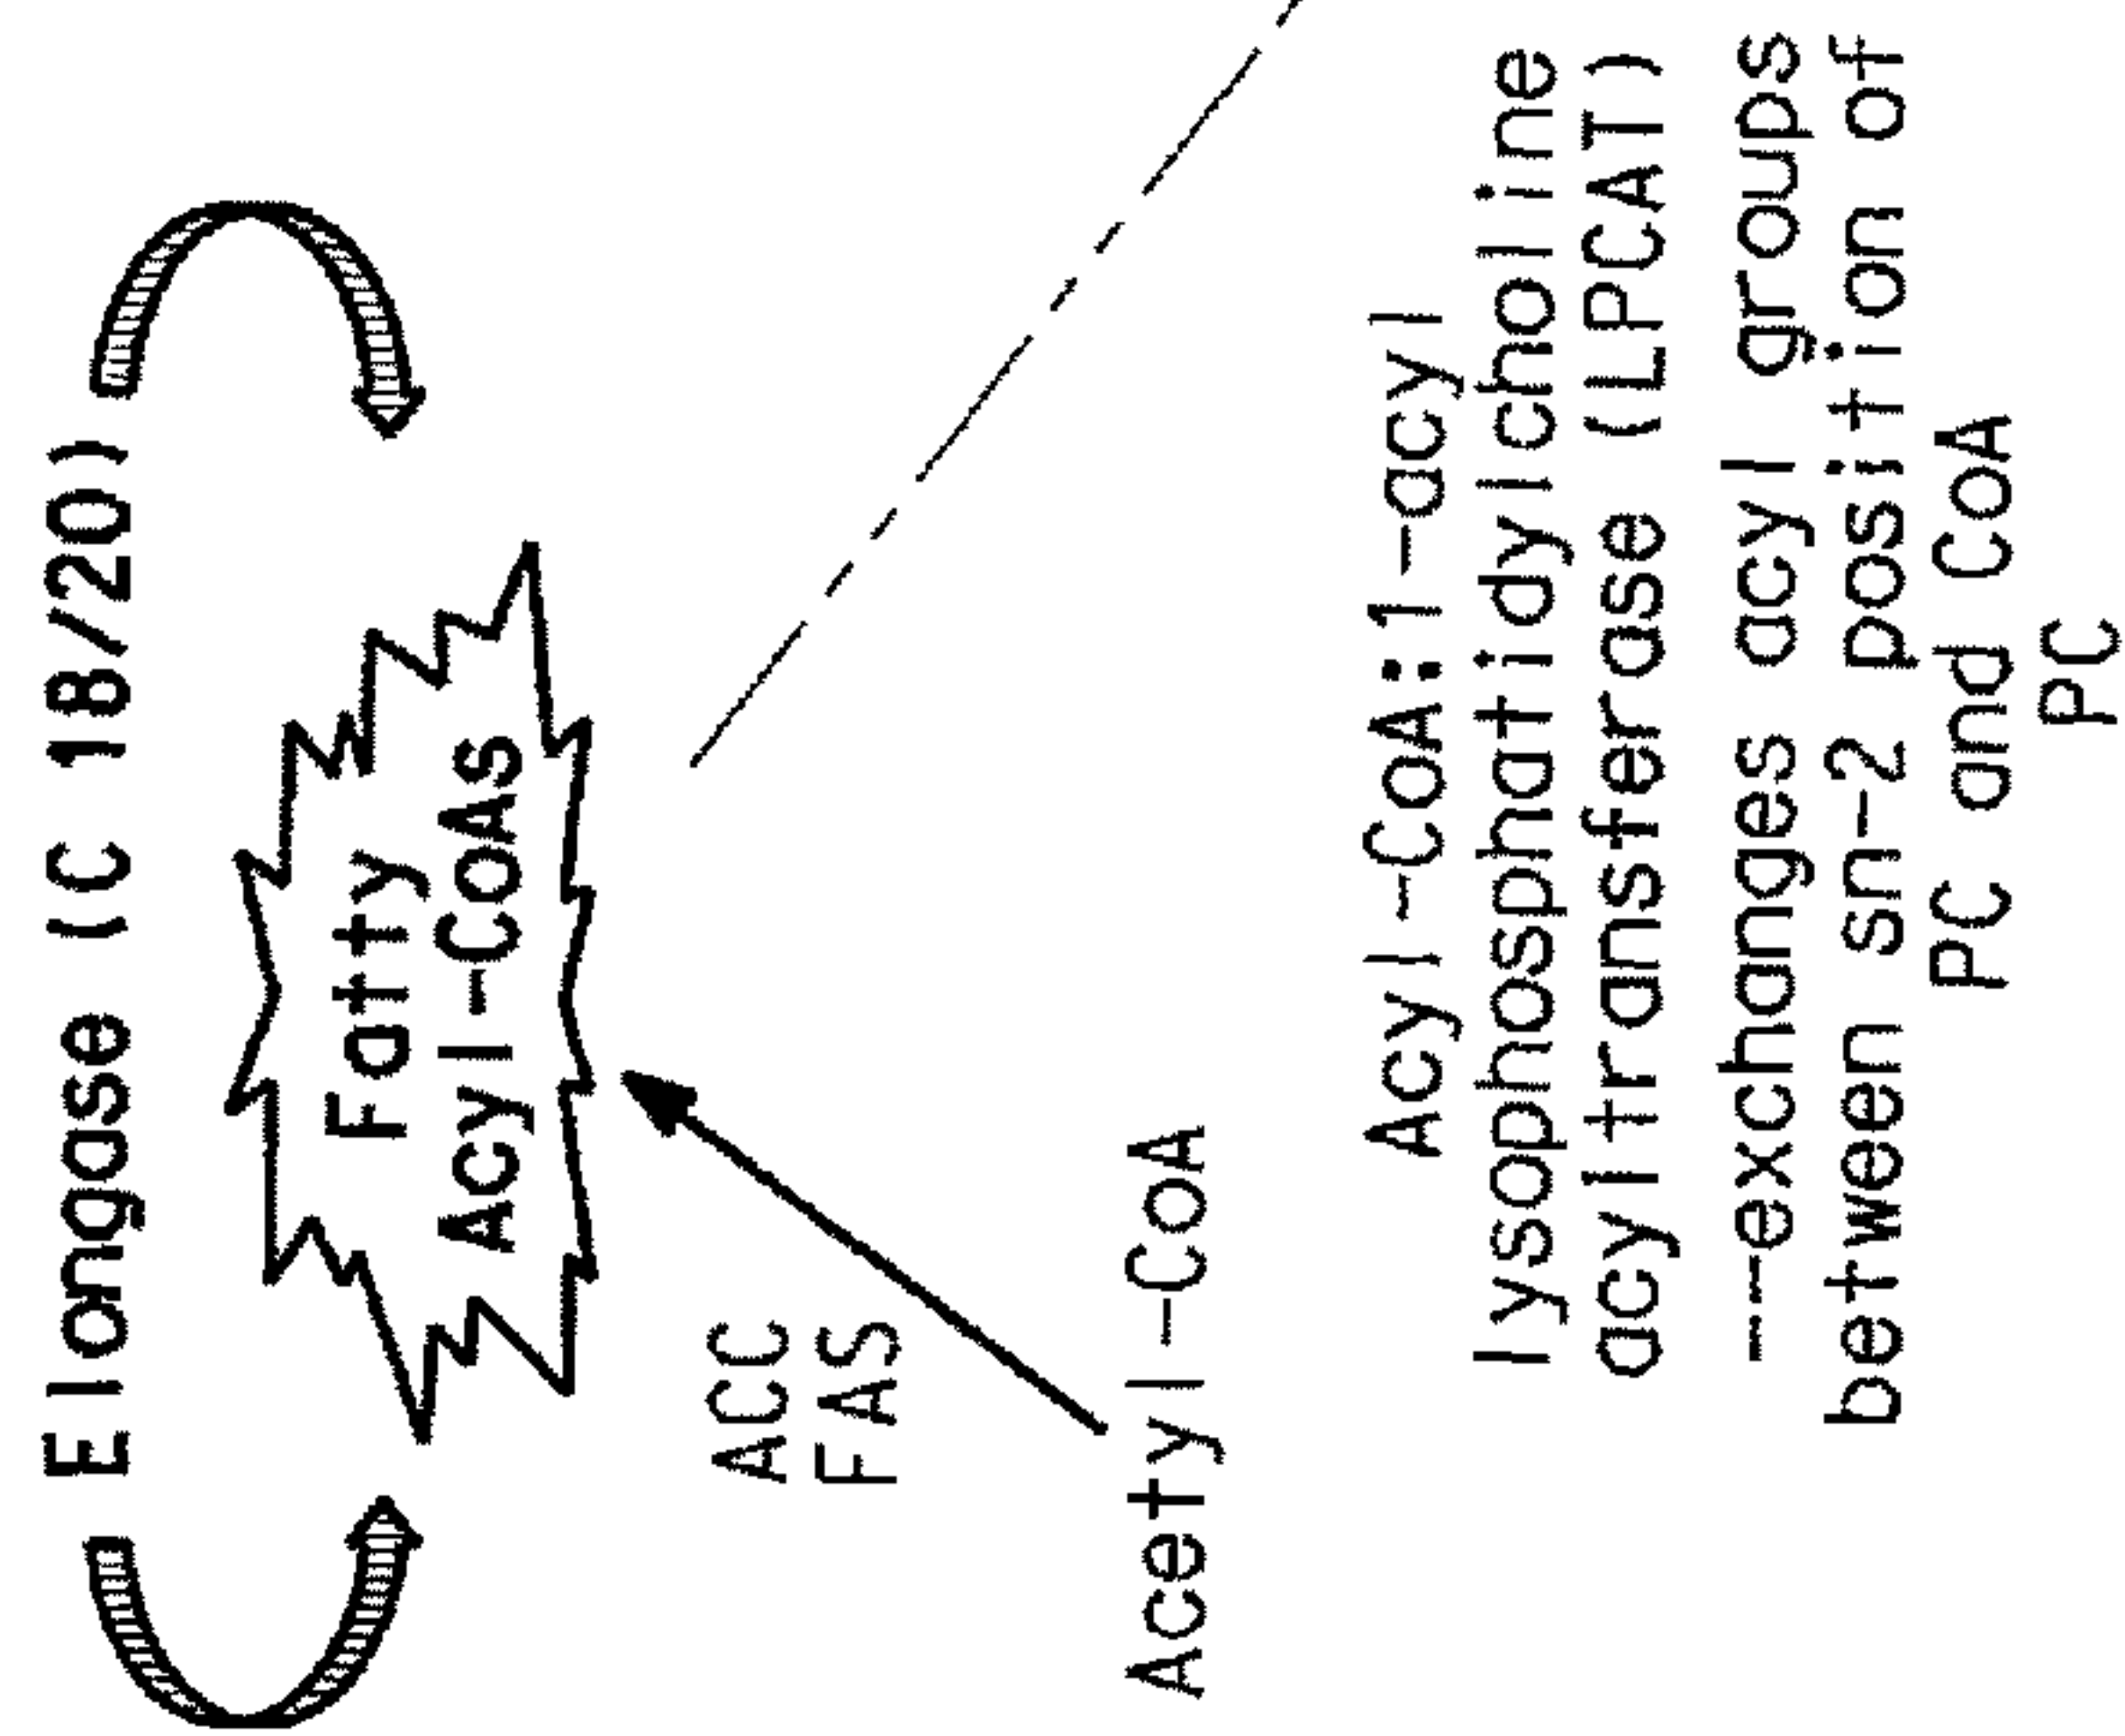 Elongase (C 18/20)
Fatty
Acyl-CoAs
ACC
FAS
Acetyl-CoA
Acyl-CoA:1-acyl
lysophosphatidylcholine
acyltransferase (LPCAT)
--exchanges acyl groups
between sn-2 position of
PC and CoA
PC